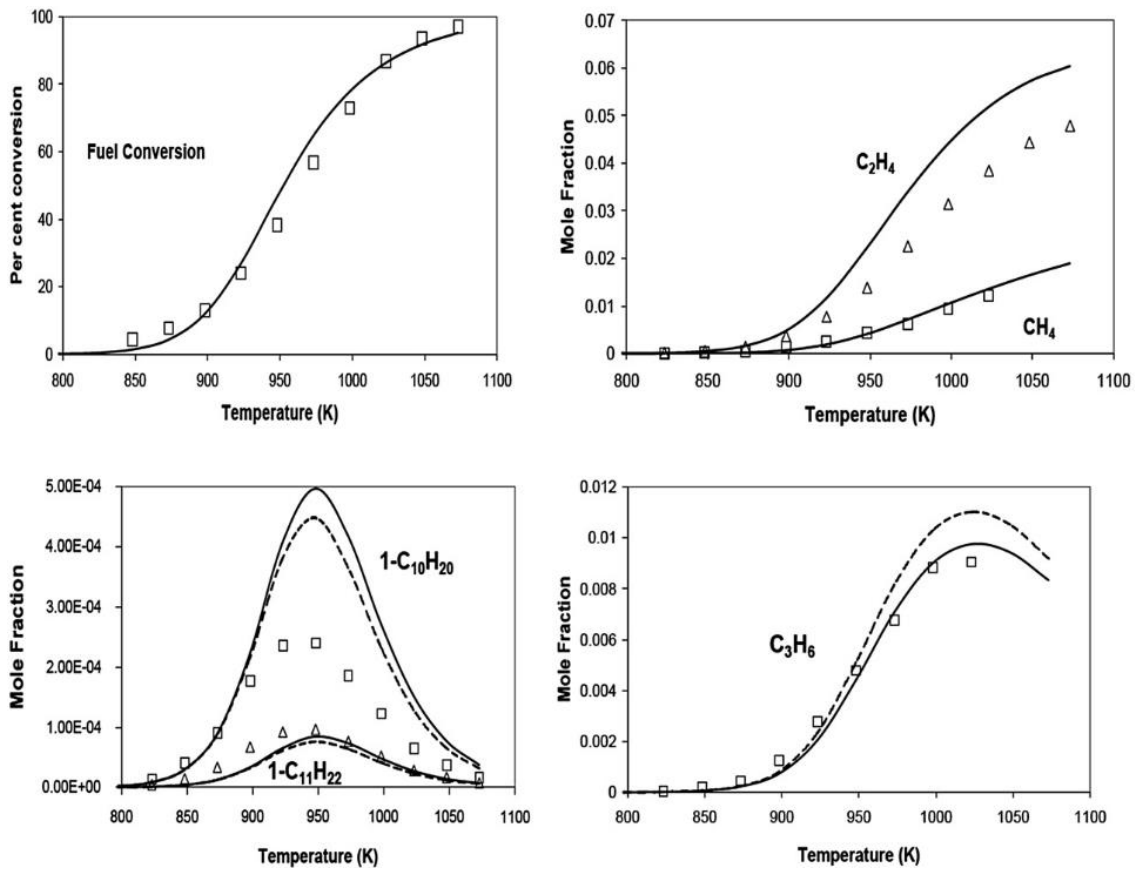 100
80
60
40
20
0
Per cent conversion
Fuel Conversion
800 850 900 950 1000 1050 1100
Temperature (K)
0.07
0.06
0.05
0.04
0.03
0.02
0.01
0
Mole Fraction
C₂H₄
CH₄
800 850 900 950 1000 1050 1100
Temperature (K)
5.00E-04
4.00E-04
3.00E-04
2.00E-04
1.00E-04
0.00E+00
Mole Fraction
1-C₁₀H₂₀
1-C₁₁H₂₂
800 850 900 950 1000 1050 1100
Temperature (K)
0.012
0.01
0.008
0.006
0.004
0.002
0
Mole Fraction
C₃H₆
800 850 900 950 1000 1050 1100
Temperature (K)